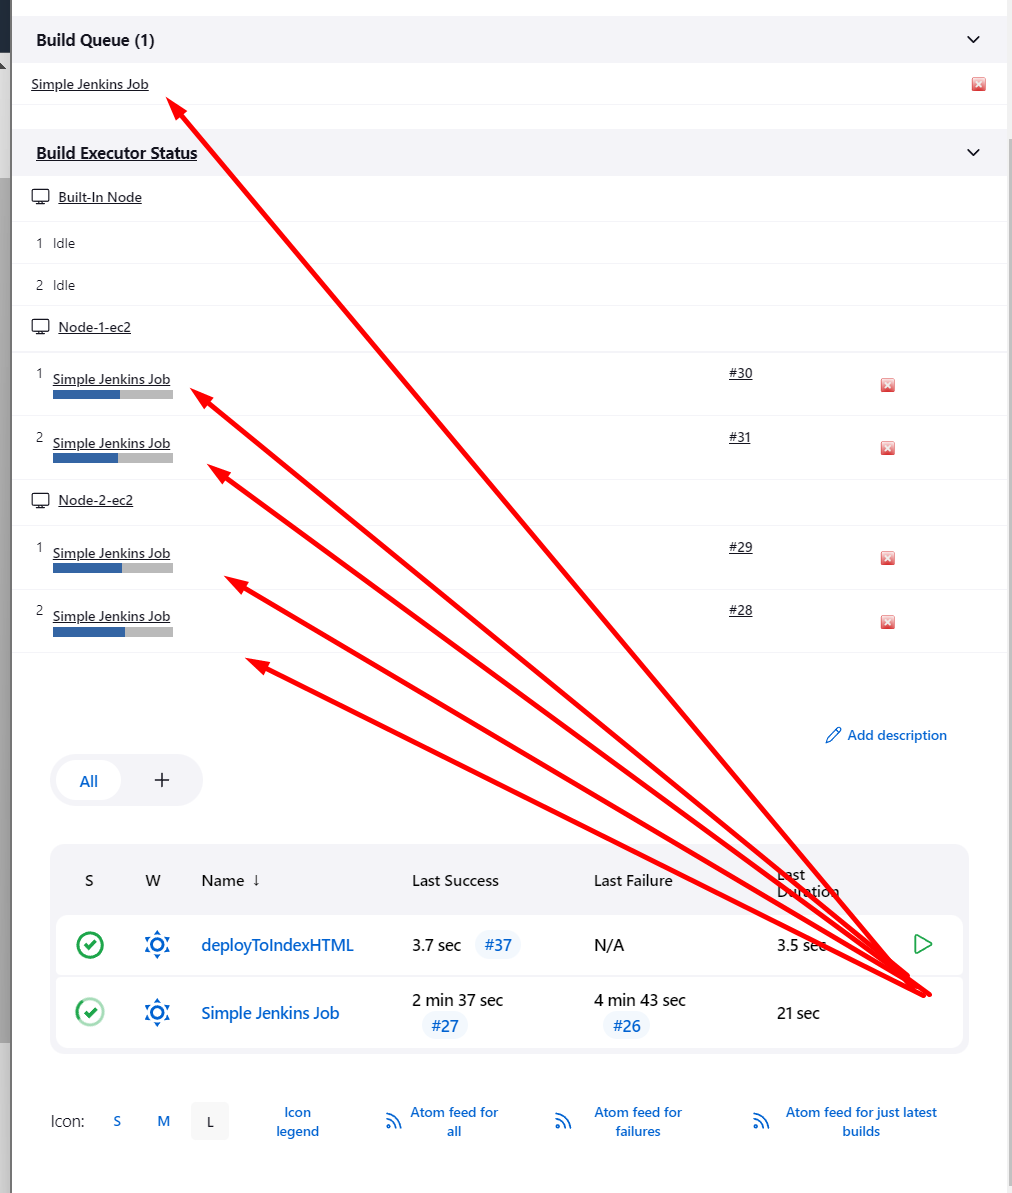 Build Queue (1)
Simple Jenkins Job
Build Executor Status
Built-In Node
1 Idle
2 Idle
Node-1-ec2
1 Simple Jenkins Job #30
2 Simple Jenkins Job #31
Node-2-ec2
1 Simple Jenkins Job #29
2 Simple Jenkins Job #28
Add description
All +
S W Name ↓ Last Success Last Failure Last
Duration
deployToIndexHTML 3.7 sec #37 N/A 3.5 sec
Simple Jenkins Job 2 min 37 sec 4 min 43 sec 21 sec
#27 #26
Icon: S M L
Icon
legend
Atom feed for
all
Atom feed for
failures
Atom feed for just latest
builds